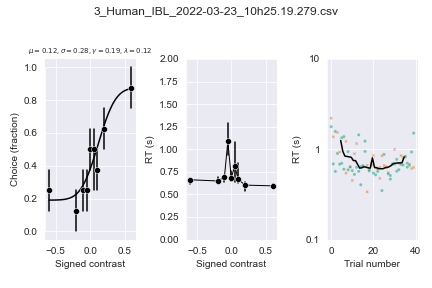 3_Human_IBL_2022-03-23_10h25.19.279.csv
μ = 0.12, σ = 0.28, γ = 0.19, λ = 0.12
Choice (fraction)
1.0
0.8
0.6
0.4
0.2
0.0
−0.5 0.0 0.5
Signed contrast
RT (s)
2.00
1.75
1.50
1.25
1.00
0.75
0.50
0.25
0.00
−0.5 0.0 0.5
Signed contrast
RT (s)
10
1
0.1
0 20 40
Trial number